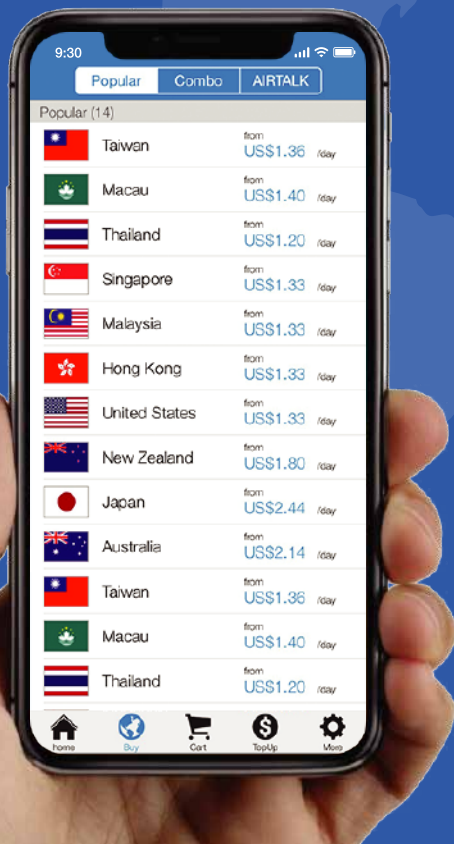 9:30
Popular Combo AIRTALK
Popular (14)
Taiwan from US$1.36 /day
Macau from US$1.40 /day
Thailand from US$1.20 /day
Singapore from US$1.33 /day
Malaysia from US$1.33 /day
Hong Kong from US$1.33 /day
United States from US$1.33 /day
New Zealand from US$1.80 /day
Japan from US$2.44 /day
Australia from US$2.14 /day
Taiwan from US$1.36 /day
Macau from US$1.40 /day
Thailand from US$1.20 /day
home Buy Cart TopUp More